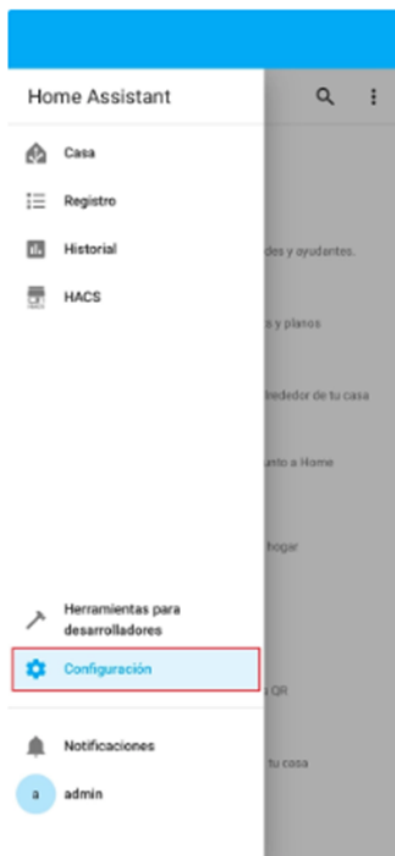 Home Assistant
Casa
Registro
Historial
des y ayudantes.
HACS
s y planos
lrededor de tu casa
unto a Home
hogar
Herramientas para
desarrolladores
Configuración
QR
Notificaciones
tu casa
a admin